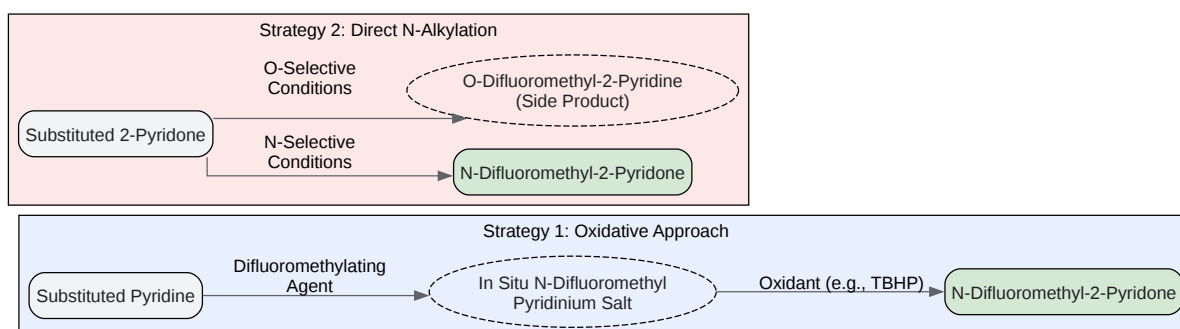 Strategy 2: Direct N-Alkylation
O-Selective
Conditions
O-Difluoromethyl-2-Pyridine
(Side Product)
Substituted 2-Pyridone
N-Selective
Conditions
N-Difluoromethyl-2-Pyridone
Strategy 1: Oxidative Approach
Substituted Pyridine
Difluoromethylating
Agent
In Situ N-Difluoromethyl
Pyridinium Salt
Oxidant (e.g., TBHP)
N-Difluoromethyl-2-Pyridone